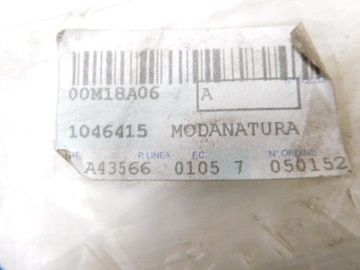 00M18A06 A
1046415 MODANATURA
P. LINEA F.C. N° ORDINE
A43566 0105 7 050152